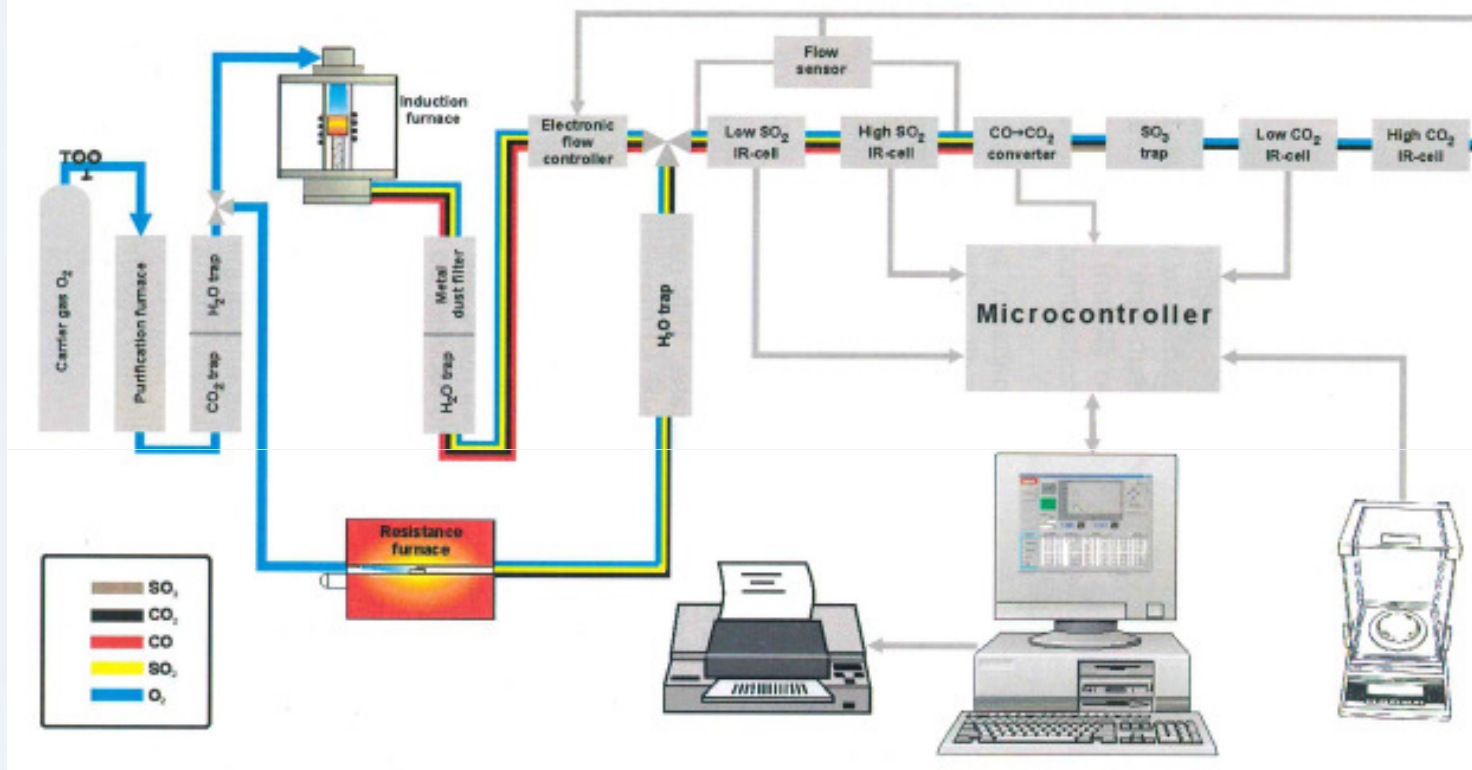 Flow
sensor
Induction
furnace
Electronic
flow
controller
Low SO₂
IR-cell
High SO₂
IR-cell
CO→CO₂
converter
SO₃
trap
Low CO₂
IR-cell
High CO₂
IR-cell
Carrier gas O₂
Purification furnace
H₂O trap
CO₂ trap
Metal
dust filter
H₂O trap
H₂O trap
Microcontroller
Resistance
furnace
SO₃
CO₂
CO
SO₂
O₂